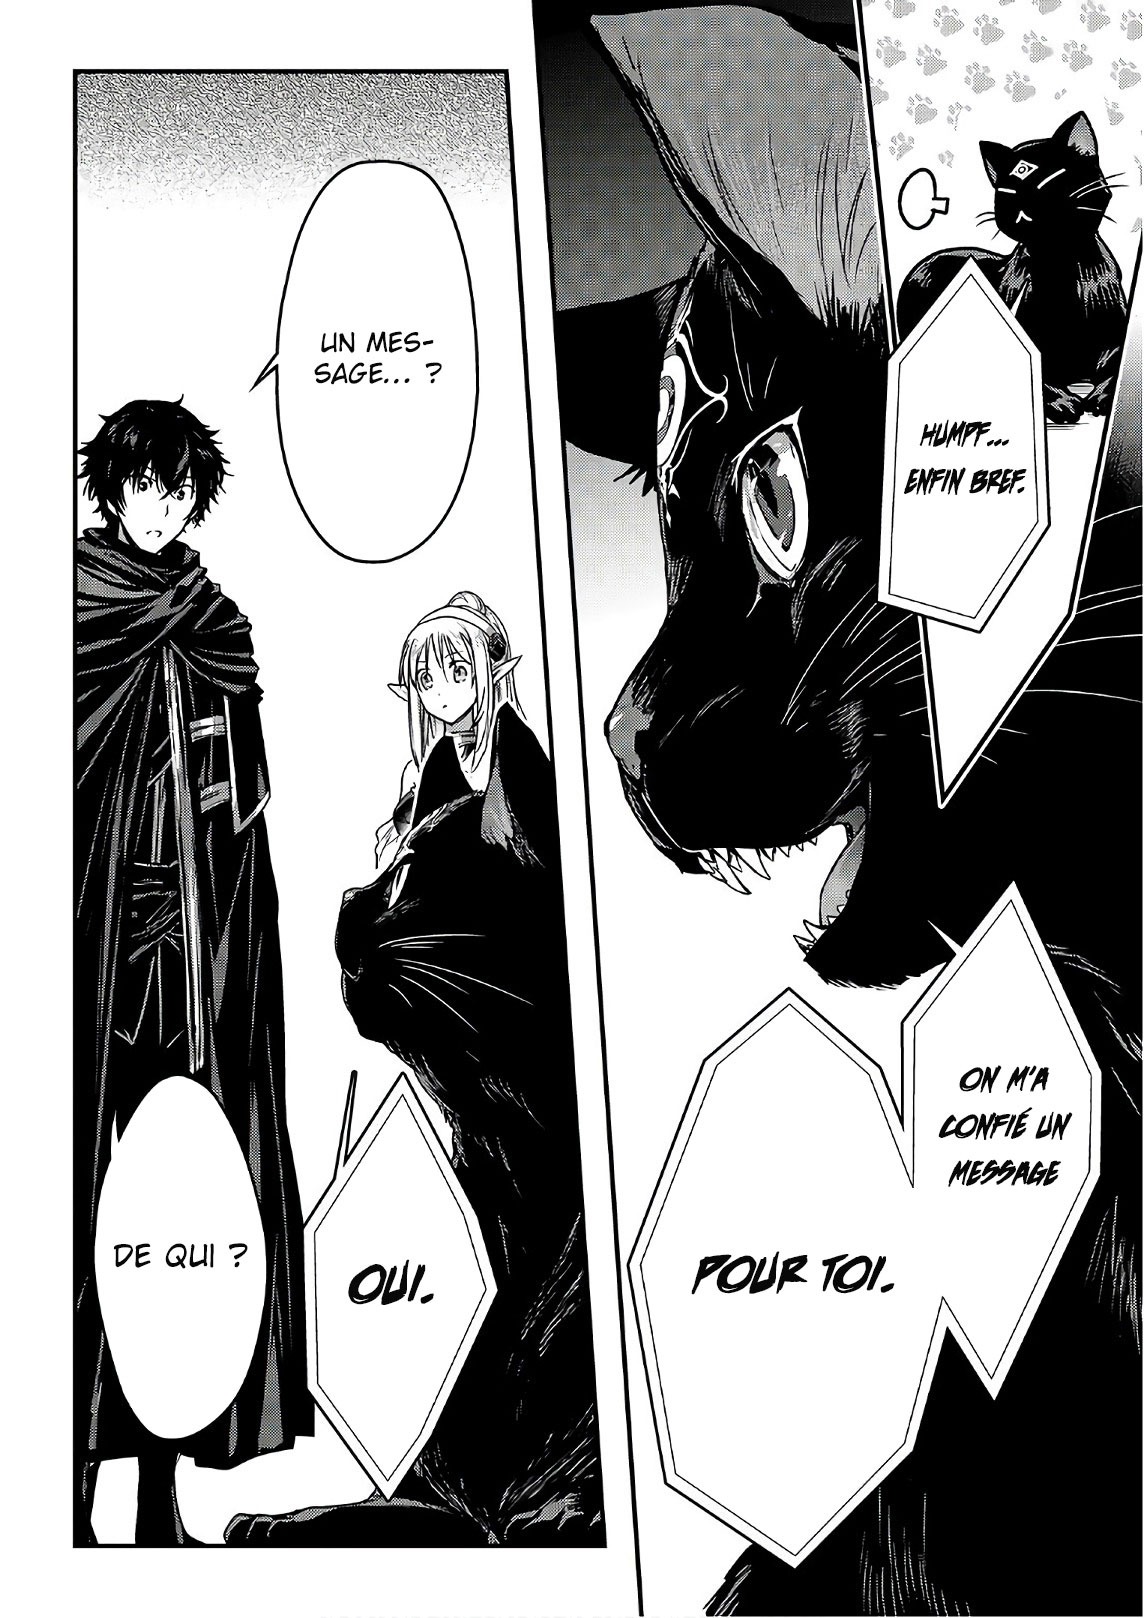 HUMPF...
ENFIN BREF.
ON M'A
CONFIÉ UN
MESSAGE
POUR TOI.
UN MES-
SAGE... ?
OUI.
DE QUI ?